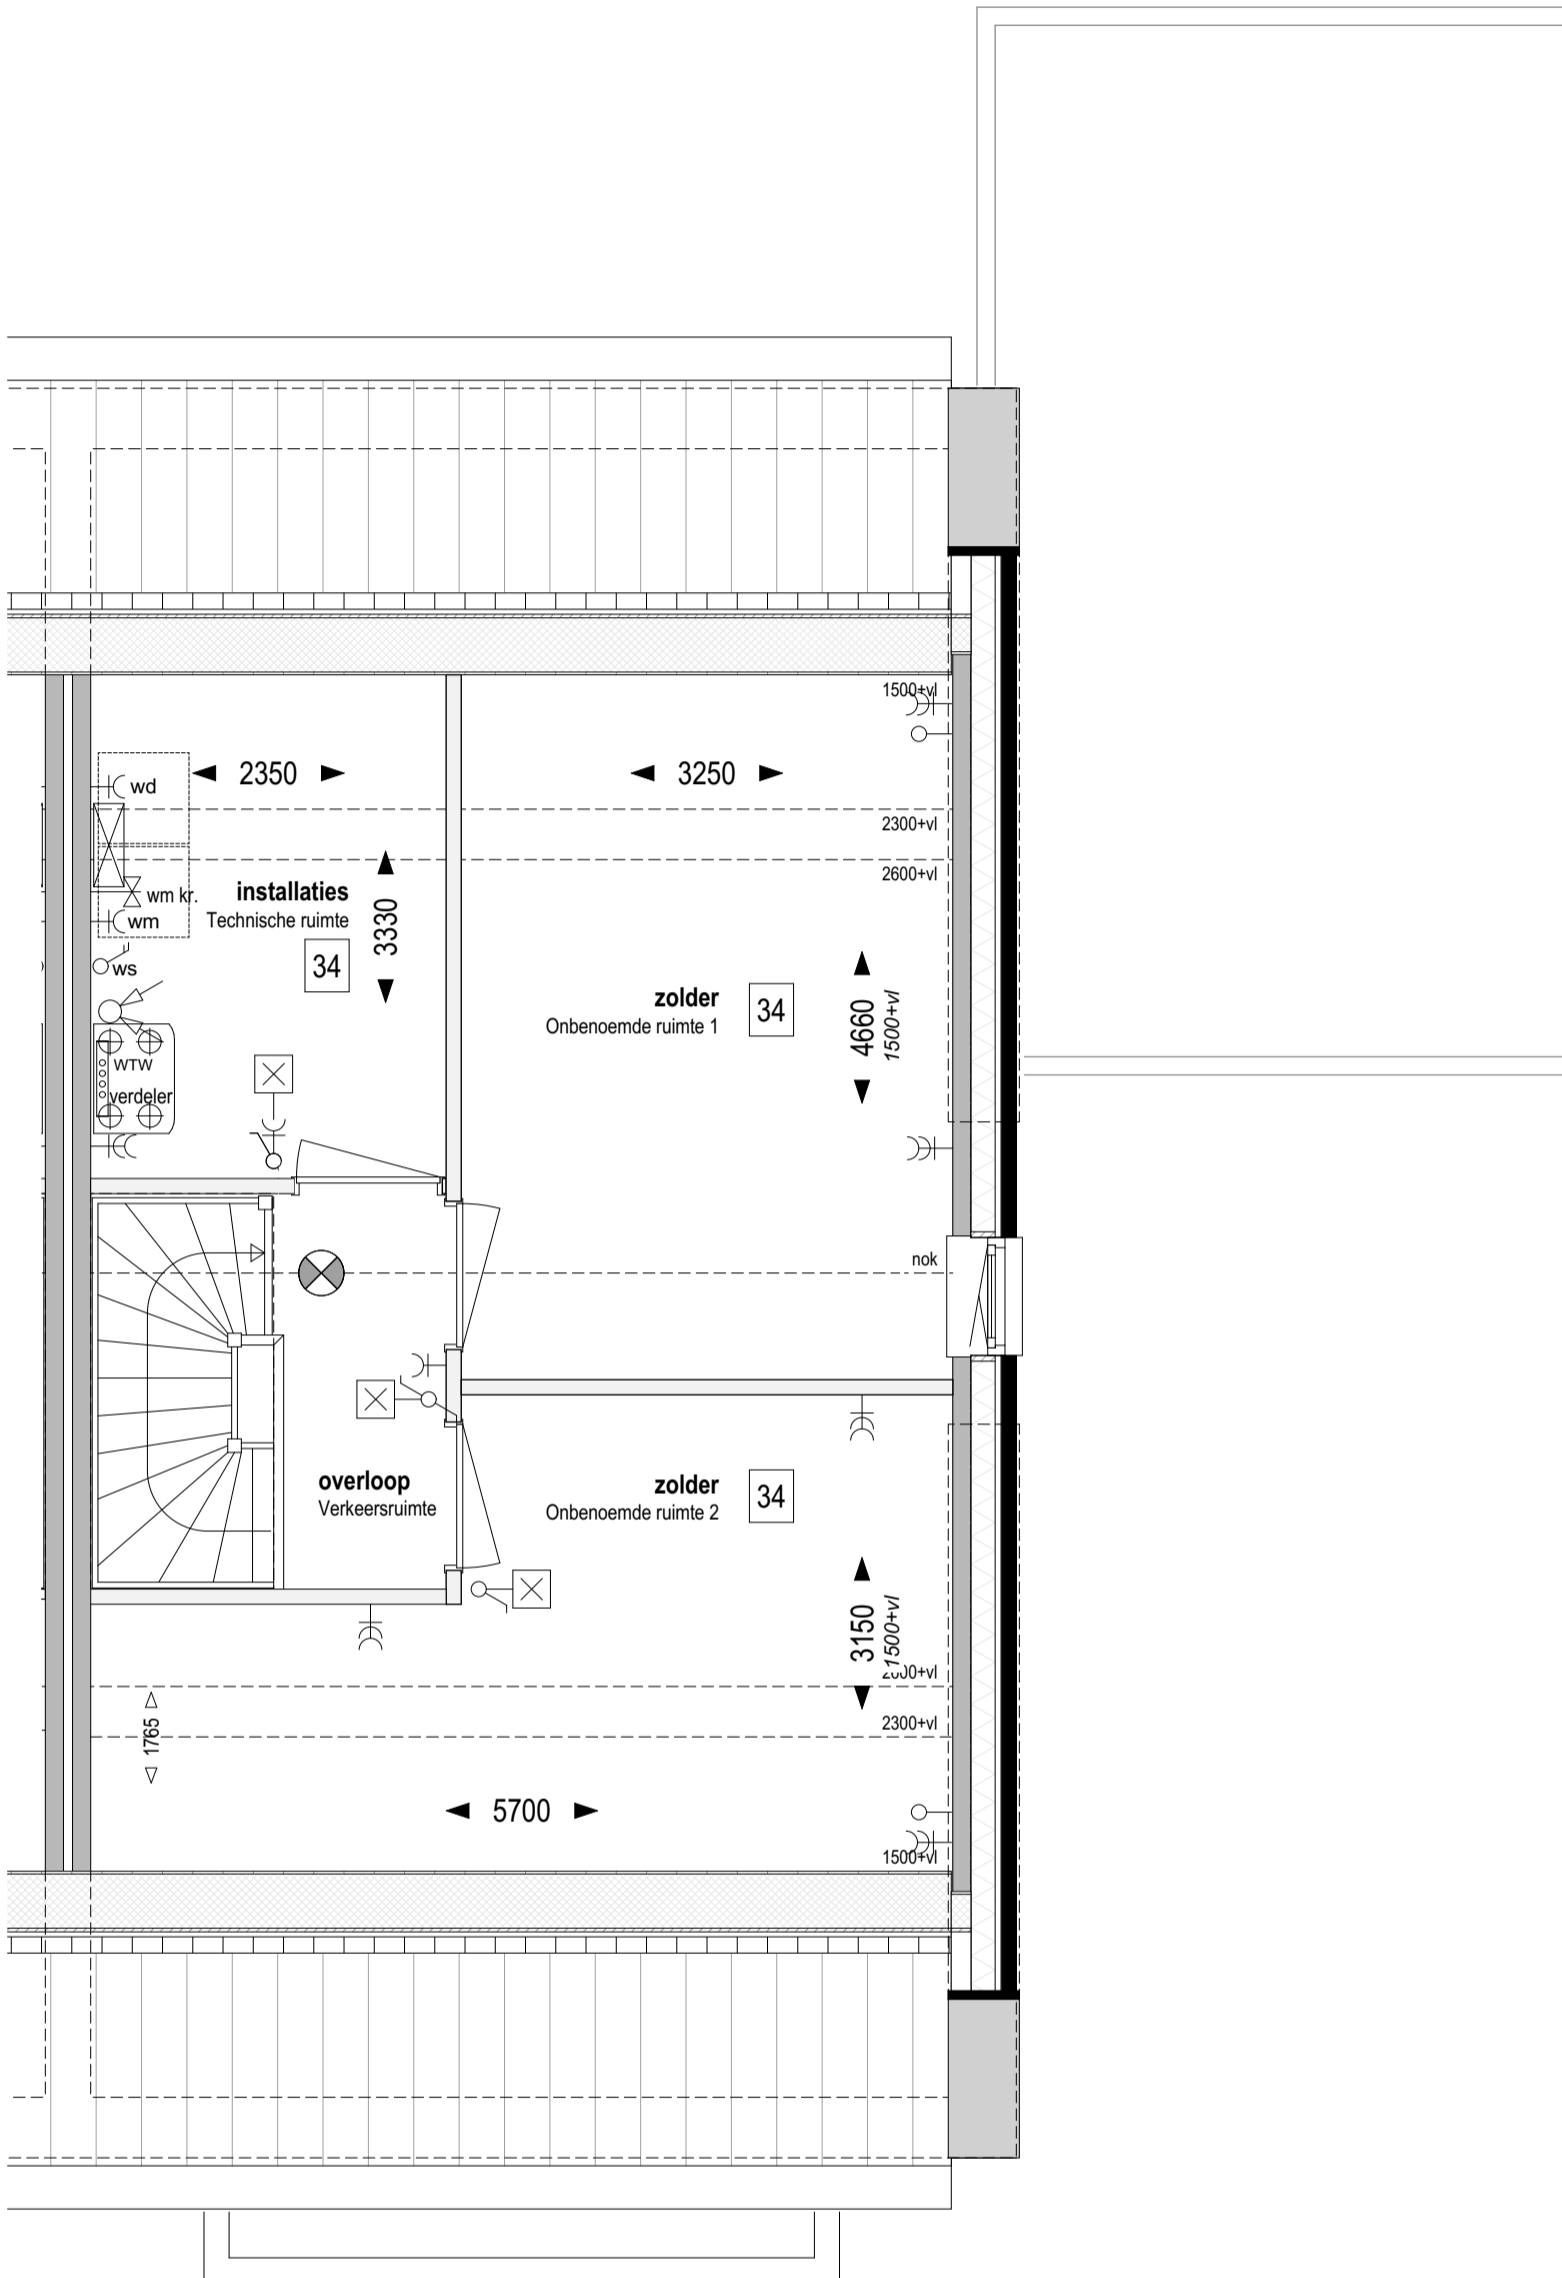 1500+vl
2350
3250
wd
2300+vl
2600+vl
wm kr.
installaties
wm
Technische ruimte
3330
34
ws
zolder
Onbenoemde ruimte 1
34
4660
1500+vl
WTW
verdeler
nok
overloop
Verkeersruimte
zolder
Onbenoemde ruimte 2
34
3150
1500+vl
2300+vl
1765
5700
1500+vl